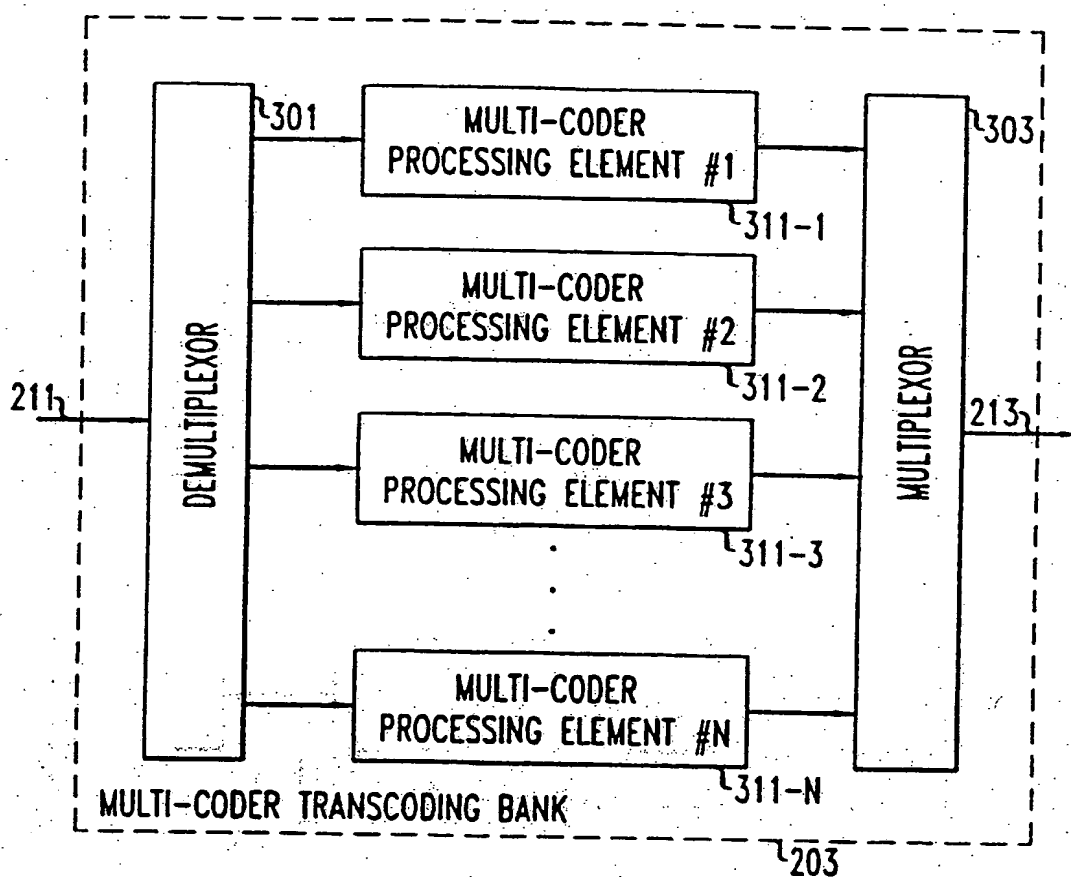 301
MULTI-CODER
PROCESSING ELEMENT #1
303
311-1
MULTI-CODER
PROCESSING ELEMENT #2
311-2
211
DEMULTIPLEXOR
MULTI-CODER
PROCESSING ELEMENT #3
311-3
MULTIPLEXOR
213
MULTI-CODER
PROCESSING ELEMENT #N
311-N
MULTI-CODER TRANSCODING BANK
203